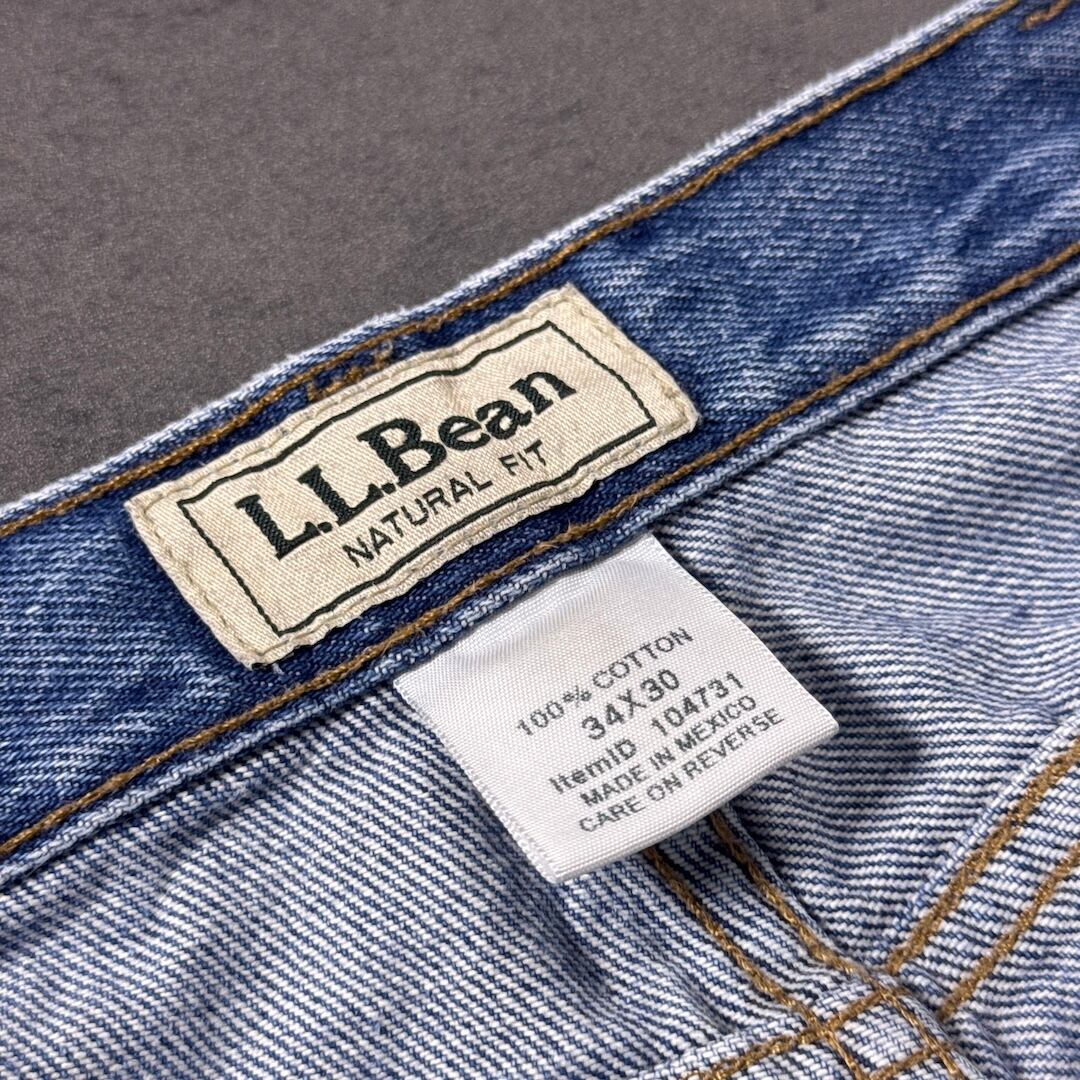 L.L.Bean
NATURAL FIT
100% COTTON
34X30
ItemID 104731
MADE IN MEXICO
CARE ON REVERSE